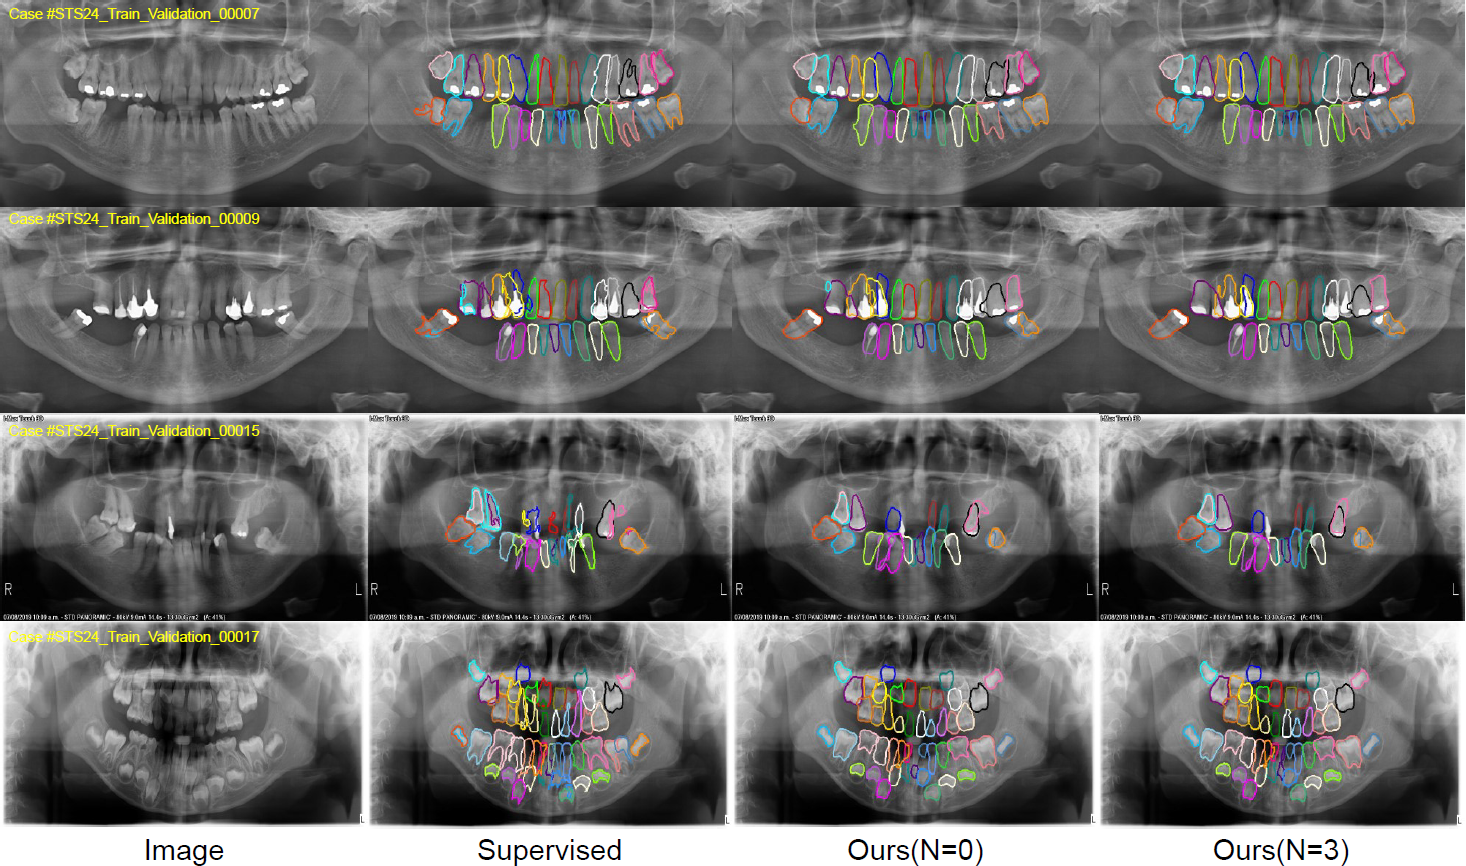 Case #STS24_Train_Validation_00007
Case #STS24_Train_Validation_00009
Case #STS24_Train_Validation_00015
R L R L R L R L
Case #STS24_Train_Validation_00017
L L L L
Image Supervised Ours(N=0) Ours(N=3)